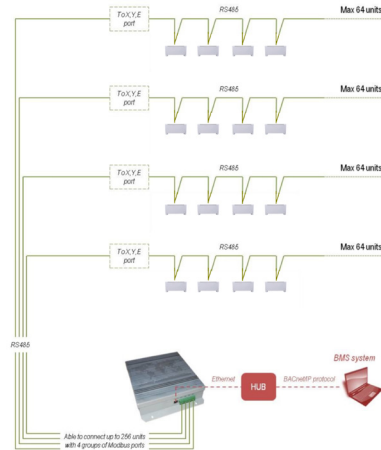 To X,Y,E
port
RS485
Max 64 units
To X,Y,E
port
RS485
Max 64 units
To X,Y,E
port
RS485
Max 64 units
To X,Y,E
port
RS485
Max 64 units
RS485
BMS system
Ethernet
HUB
BACnet/IP protocol
Able to connect up to 256 units
with 4 groups of Modbus ports